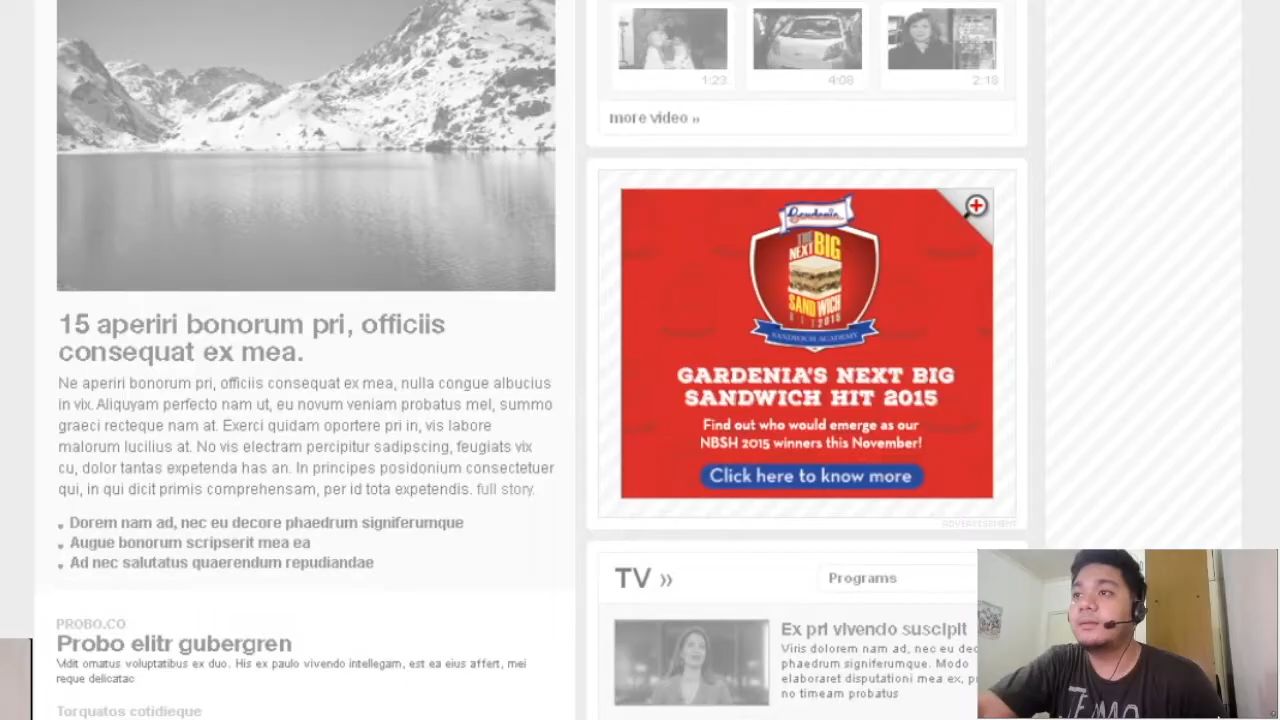 1:23
4:08
2:18
more video »
Gardenia
THE
NEXT BIG
SANDWICH
HIT 2015
SANDWICH ACADEMY
GARDENIA'S NEXT BIG
SANDWICH HIT 2015
Find out who would emerge as our
NBSH 2015 winners this November!
Click here to know more
ADVERTISEMENT
15 aperiri bonorum pri, officiis
consequat ex mea.
Ne aperiri bonorum pri, officiis consequat ex mea, nulla congue albucius
in vix. Aliquyam perfecto nam ut, eu novum veniam probatus mel, summo
graeci recteque nam at. Exerci quidam oportere pri in, vis labore
malorum lucilius at. No vis electram percipitur sadipscing, feugiats vix
cu, dolor tantas expetenda has an. In principes posidonium consectetuer
qui, in qui dicit primis comprehensam, per id tota expetendis. full story.
• Dorem nam ad, nec eu decore phaedrum signiferumque
• Augue bonorum scripserit mea ea
• Ad nec salutatus quaerendum repudiandae
PROBO.CO
Probo elitr gubergren
Vidit ornatus voluptatibus ex duo. His ex paulo vivendo intellegam, est ea eius affert, mei
reque delicatac
Torquatos cotidieque
TV »
Programs
Ex pri vivendo suscipit
Viris dolorem nam ad, nec eu dec
phaedrum signiferumque. Modo
elaboraret disputationi mea ex, p
no timeam probatus